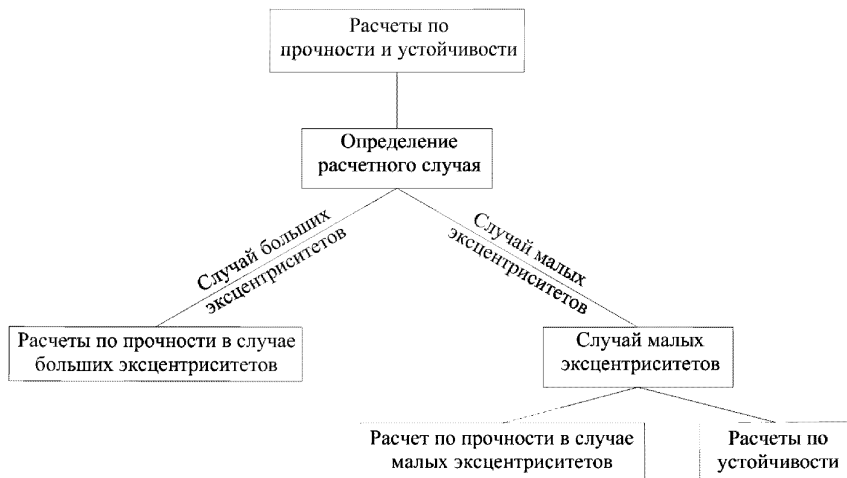 Расчеты по
прочности и устойчивости
Определение
расчетного случая
Случай больших
эксцентриситетов
Случай малых
эксцентриситетов
Расчеты по прочности в случае
больших эксцентриситетов
Случай малых
эксцентриситетов
Расчет по прочности в случае
малых эксцентриситетов
Расчеты по
устойчивости